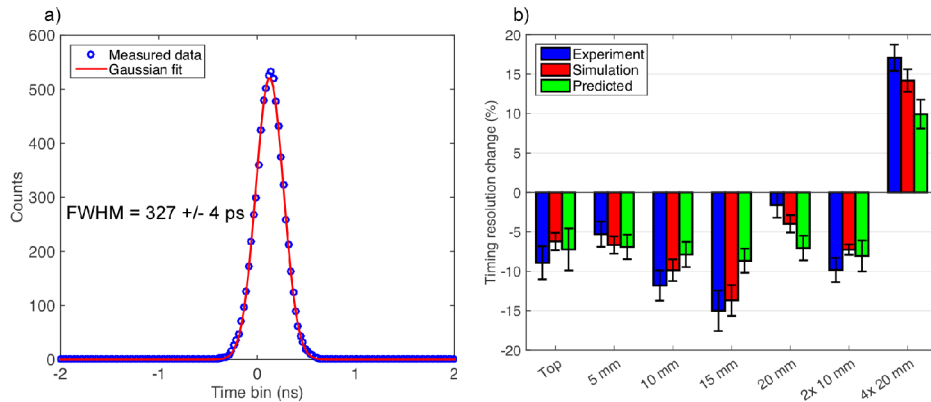 a)
600
500
400
300
200
100
0
Counts
Measured data
Gaussian fit
FWHM = 327 +/- 4 ps
-2
-1
0
1
2
Time bin (ns)
b)
20
15
10
5
0
-5
-10
-15
-20
Timing resolution change (%)
Experiment
Simulation
Predicted
Top
5 mm
10 mm
15 mm
20 mm
2x 10 mm
4x 20 mm